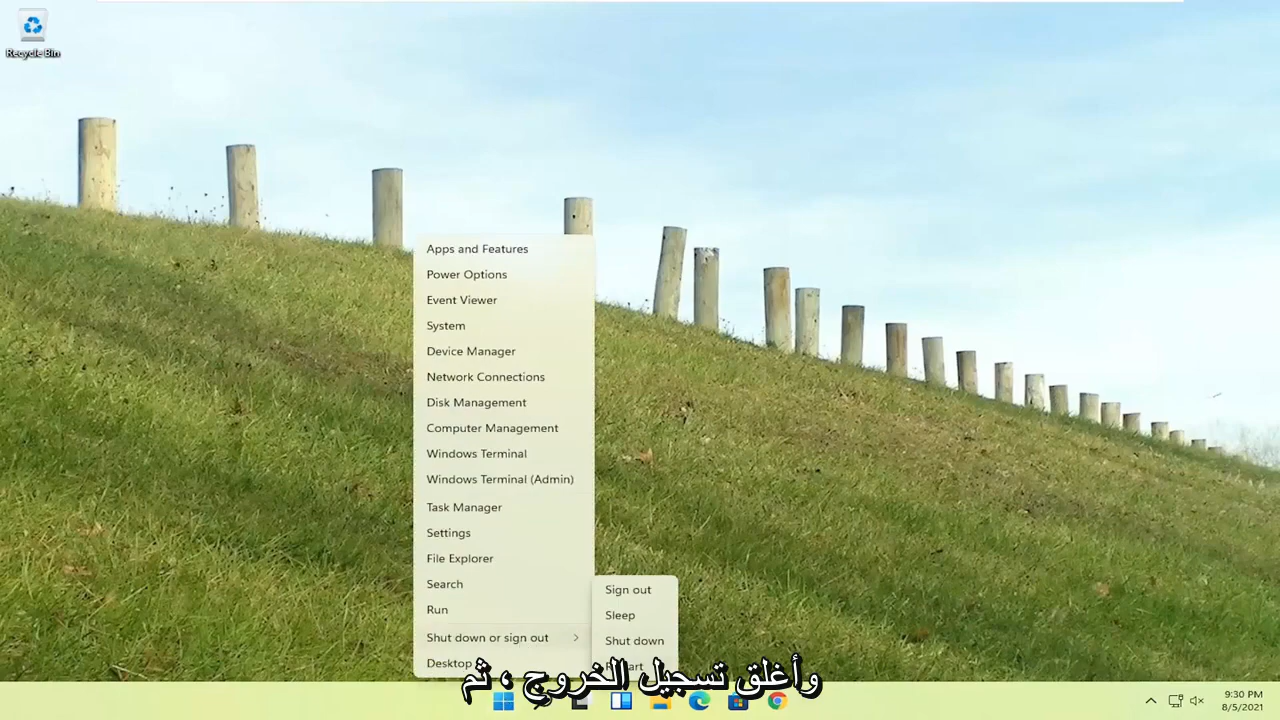 Recycle Bin
Apps and Features
Power Options
Event Viewer
System
Device Manager
Network Connections
Disk Management
Computer Management
Windows Terminal
Windows Terminal (Admin)
Task Manager
Settings
File Explorer
Search
Run
Shut down or sign out
Desktop
Sign out
Sleep
Shut down
وأغلق تسجيل الخروج ، ثم
9:30 PM
8/5/2021